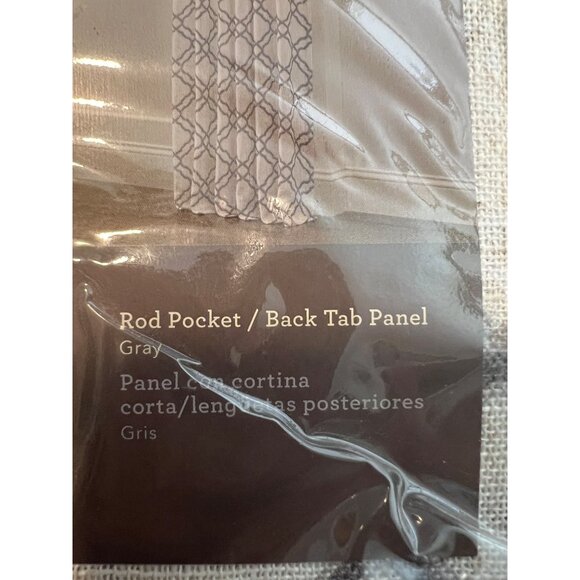 Rod Pocket / Back Tab Panel
Gray
Panel con cortina
corta/lengüetas posteriores
Gris